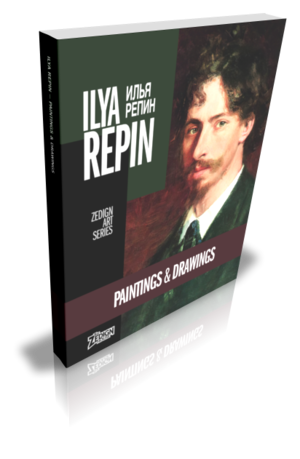 ILYA REPIN – PAINTINGS & DRAWINGS
ILYA
REPIN
ИЛЬЯ
РЕПИН
ZEDIGN
ART
SERIES
PAINTINGS & DRAWINGS
ZEDIGN